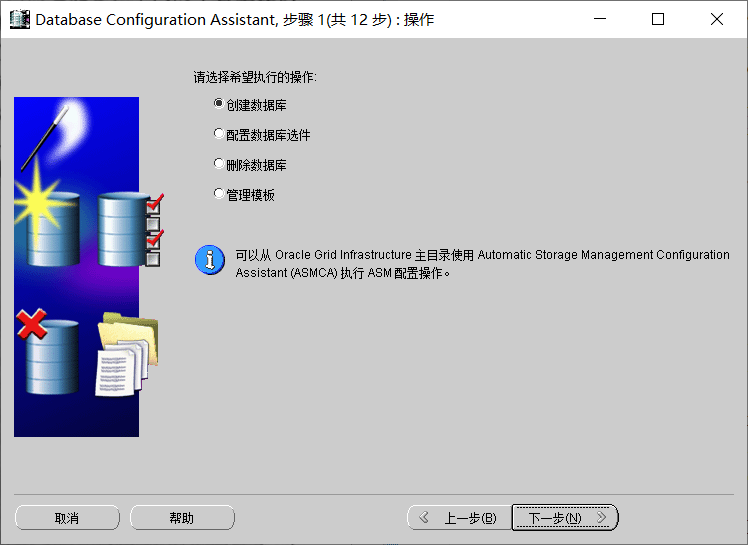 Database Configuration Assistant, 步骤 1(共 12 步) : 操作
请选择希望执行的操作:
创建数据库
配置数据库选件
删除数据库
管理模板
可以从 Oracle Grid Infrastructure 主目录使用 Automatic Storage Management Configuration
Assistant (ASMCA) 执行 ASM 配置操作。
取消
帮助
上一步(B)
下一步(N)